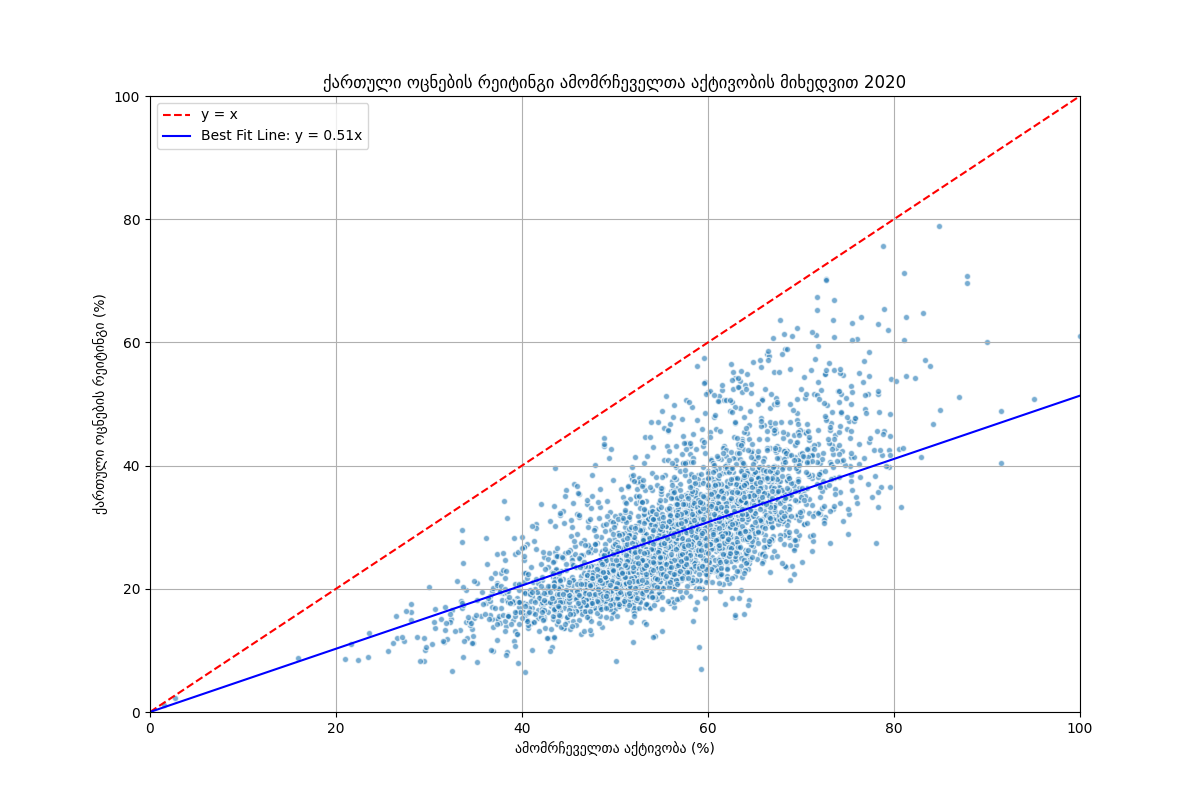 ქართული ოცნების რეიტინგი ამომრჩეველთა აქტივობის მიხედვით 2020
y = x
Best Fit Line: y = 0.51x
100
80
60
40
20
0
ქართული ოცნების რეიტინგი (%)
0 20 40 60 80 100
ამომრჩეველთა აქტივობა (%)